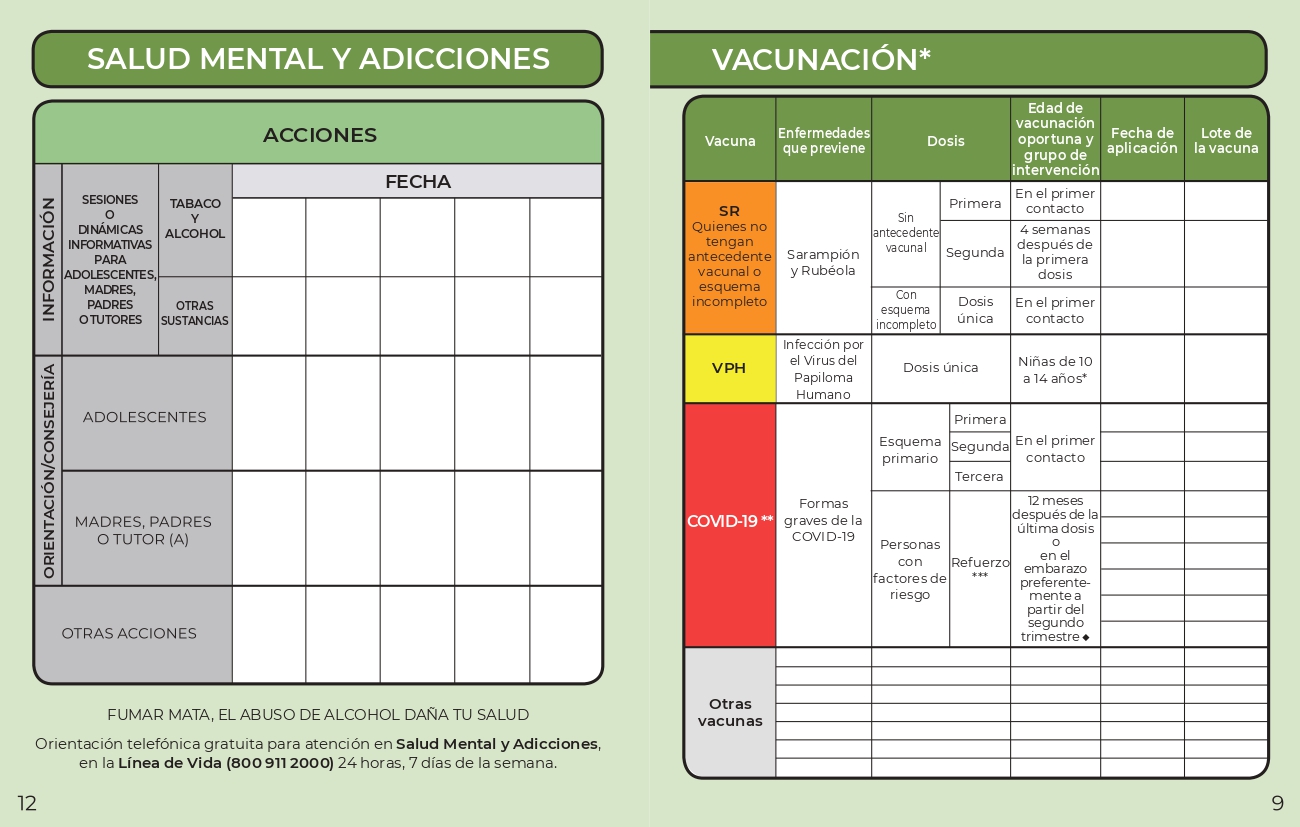 SALUD MENTAL Y ADICCIONES
ACCIONES
INFORMACIÓN
SESIONES
O
DINÁMICAS
INFORMATIVAS
PARA
ADOLESCENTES,
MADRES,
PADRES
O TUTORES
TABACO
Y
ALCOHOL
OTRAS
SUSTANCIAS
FECHA
ORIENTACIÓN/CONSEJERÍA
ADOLESCENTES
MADRES, PADRES
O TUTOR (A)
OTRAS ACCIONES
FUMAR MATA, EL ABUSO DE ALCOHOL DAÑA TU SALUD
Orientación telefónica gratuita para atención en Salud Mental y Adicciones,
en la Línea de Vida (800 911 2000) 24 horas, 7 días de la semana.
12
VACUNACIÓN*
Vacuna
Enfermedades
que previene
Dosis
Edad de
vacunación
oportuna y
grupo de
intervención
Fecha de
aplicación
Lote de
la vacuna
SR
Quienes no
tengan
antecedente
vacunal o
esquema
incompleto
Sarampión
y Rubéola
Sin
antecedente
vacunal
Primera
En el primer
contacto
Segunda
4 semanas
después de
la primera
dosis
Con
esquema
incompleto
Dosis
única
En el primer
contacto
VPH
Infección por
el Virus del
Papiloma
Humano
Dosis única
Niñas de 10
a 14 años*
COVID-19 **
Formas
graves de la
COVID-19
Esquema
primario
Primera
Segunda
Tercera
En el primer
contacto
Personas
con
factores de
riesgo
Refuerzo
***
12 meses
después de la
última dosis
o
en el
embarazo
preferente-
mente a
partir del
segundo
trimestre ◆
Otras
vacunas
9